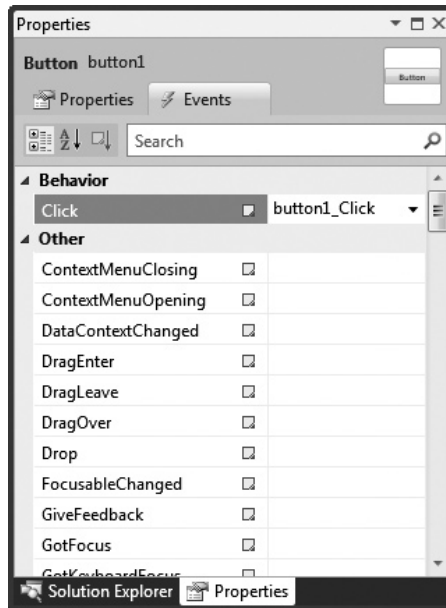 Properties
Button button1
Button
Properties Events
Search
Behavior
Click button1_Click
Other
ContextMenuClosing
ContextMenuOpening
DataContextChanged
DragEnter
DragLeave
DragOver
Drop
FocusableChanged
GiveFeedback
GotFocus
GotKeyboardFocus
Solution Explorer Properties